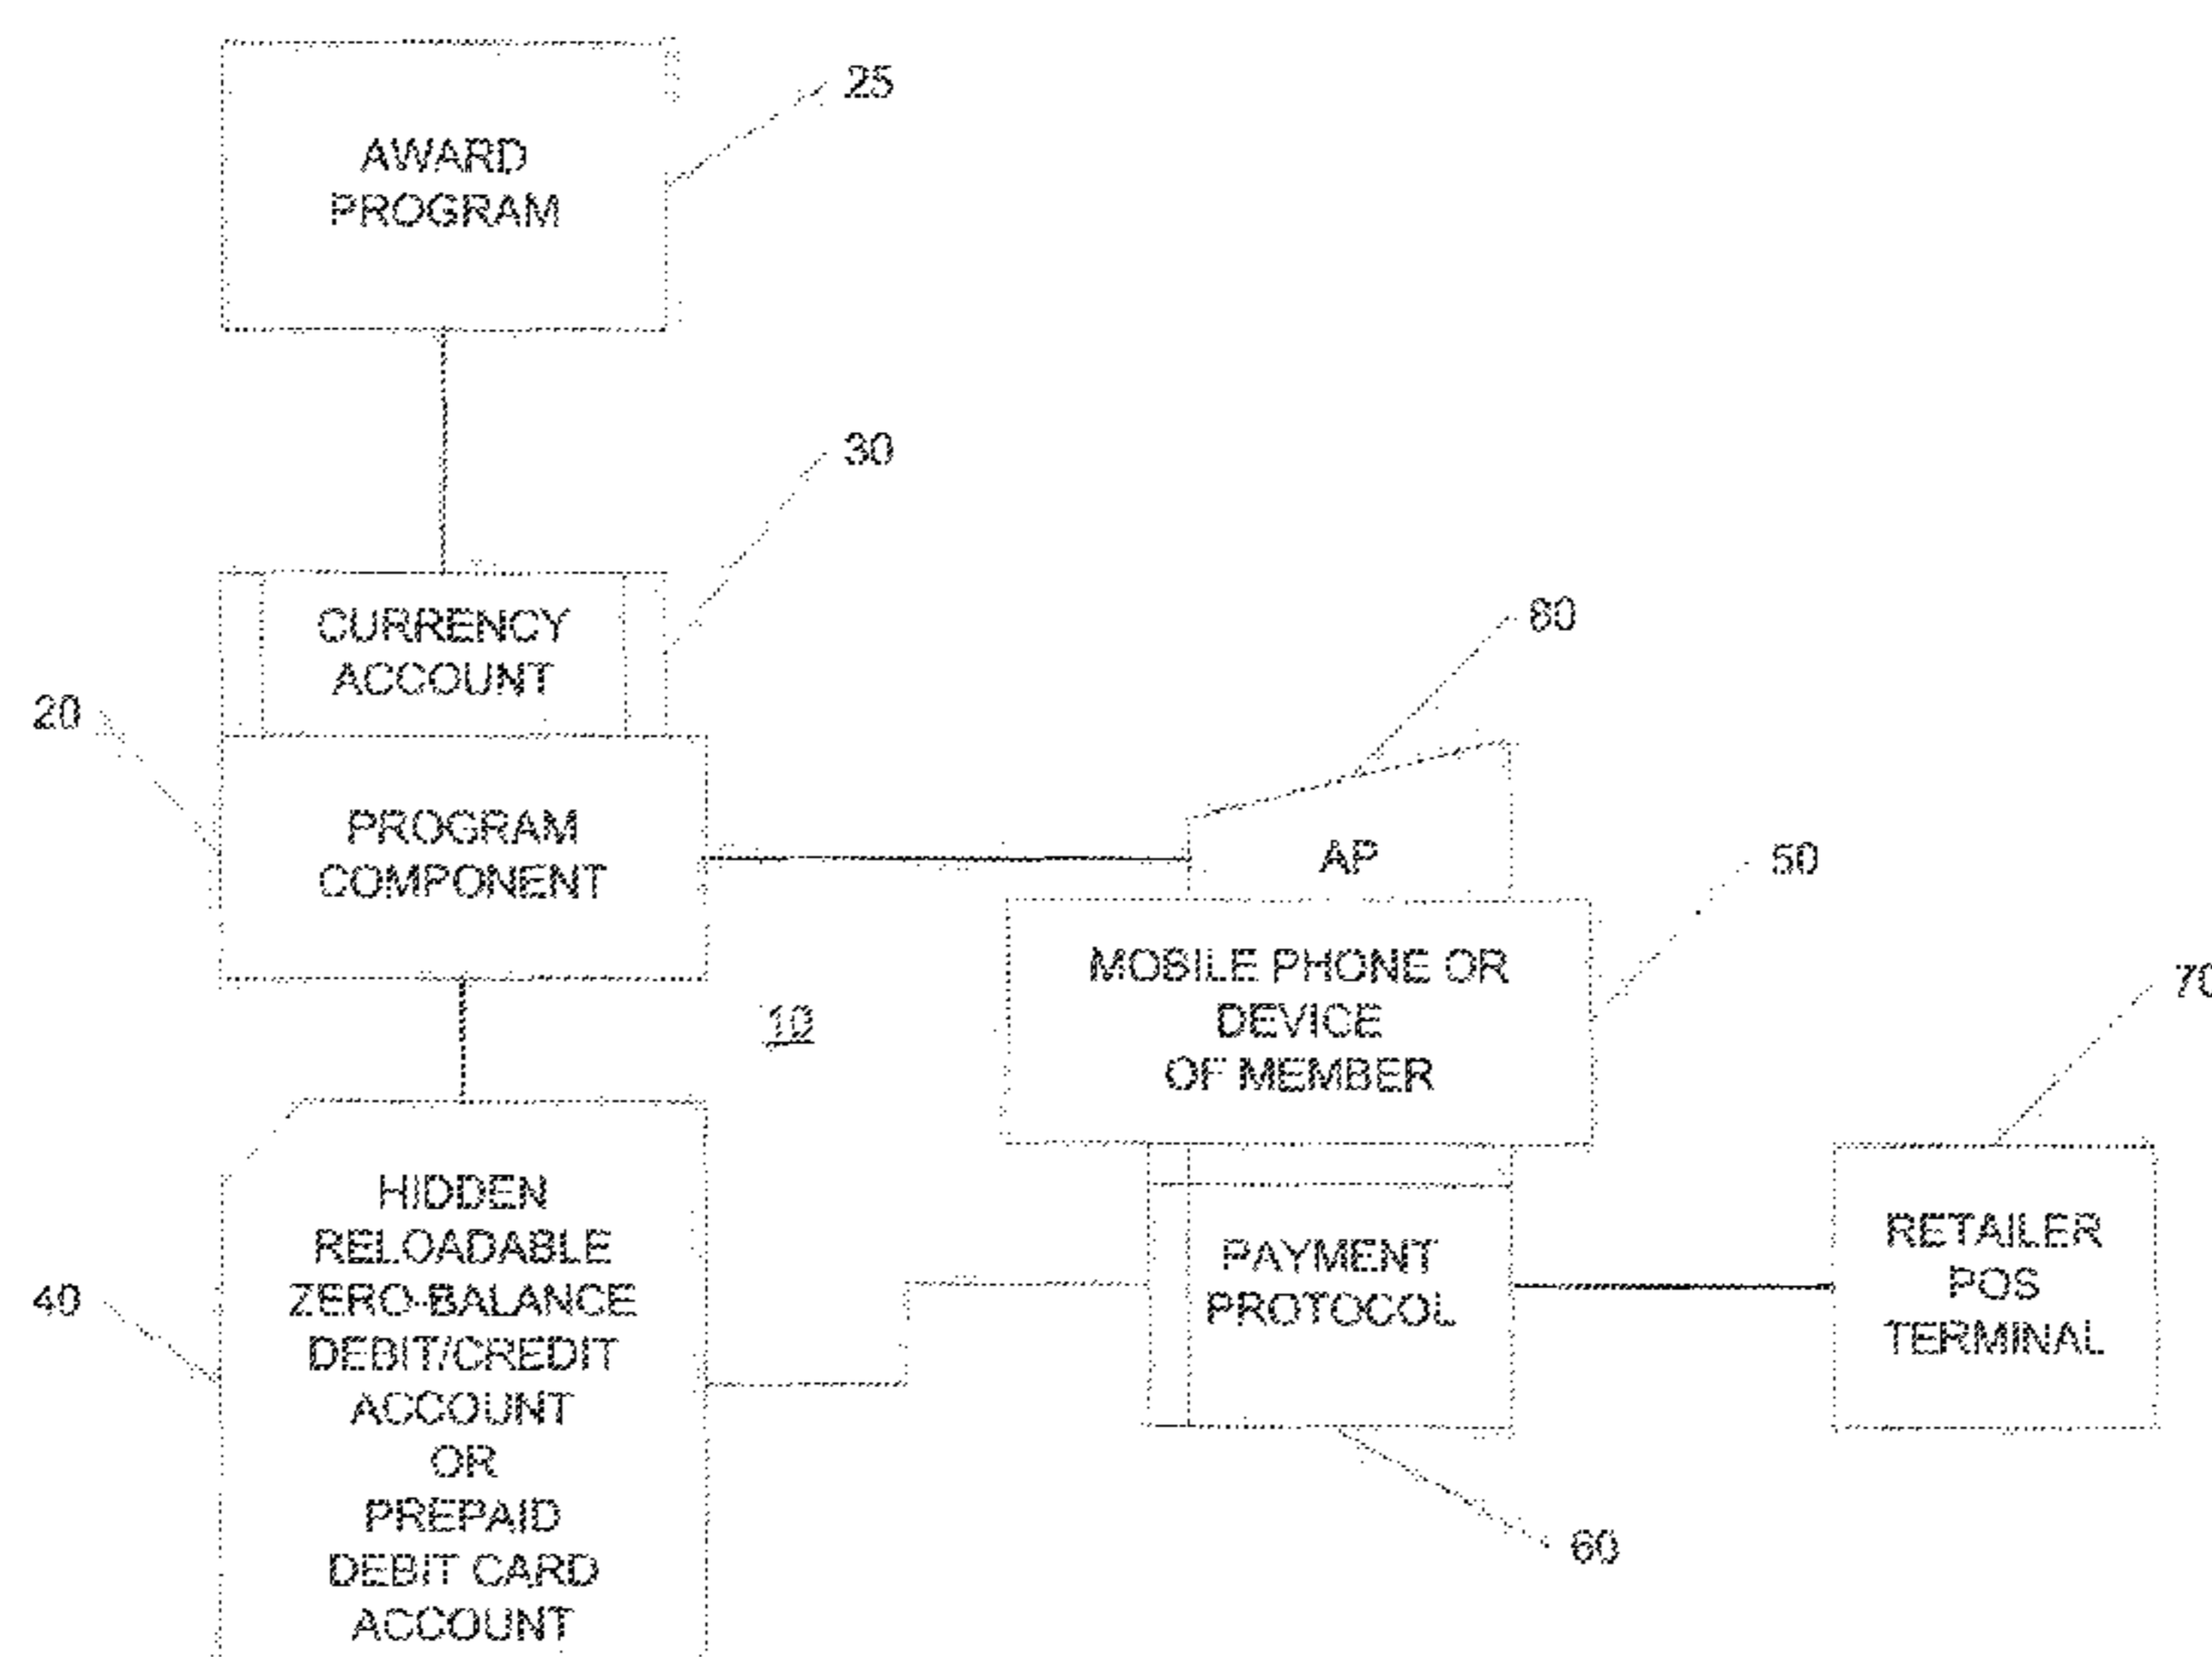 AWARD
PROGRAM
25
30
CURRENCY
ACCOUNT
20
PROGRAM
COMPONENT
80
AP
50
MOBILE PHONE OR
DEVICE
OF MEMBER
10
70
HIDDEN
RELOADABLE
ZERO-BALANCE
DEBIT/CREDIT
ACCOUNT
OR
PREPAID
DEBIT CARD
ACCOUNT
40
PAYMENT
PROTOCOL
60
RETAILER
POS
TERMINAL